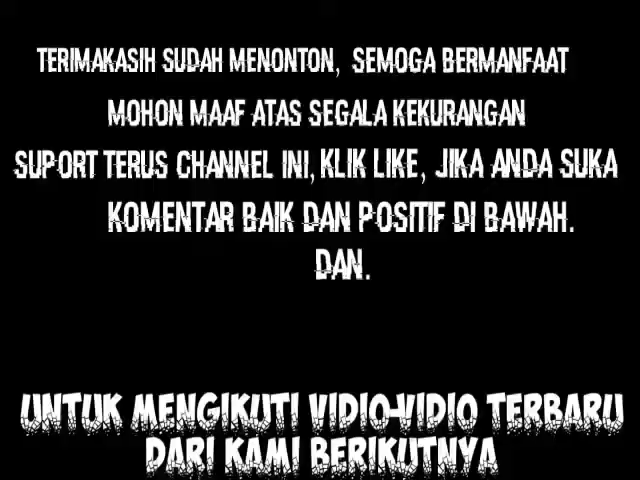 TERIMAKASIH SUDAH MENONTON, SEMOGA BERMANFAAT
MOHON MAAF ATAS SEGALA KEKURANGAN
SUPORT TERUS CHANNEL INI, KLIK LIKE, JIKA ANDA SUKA
KOMENTAR BAIK DAN POSITIF DI BAWAH.
DAN.
UNTUK MENGIKUTI VIDIO-VIDIO TERBARU
DARI KAMI BERIKUTNYA